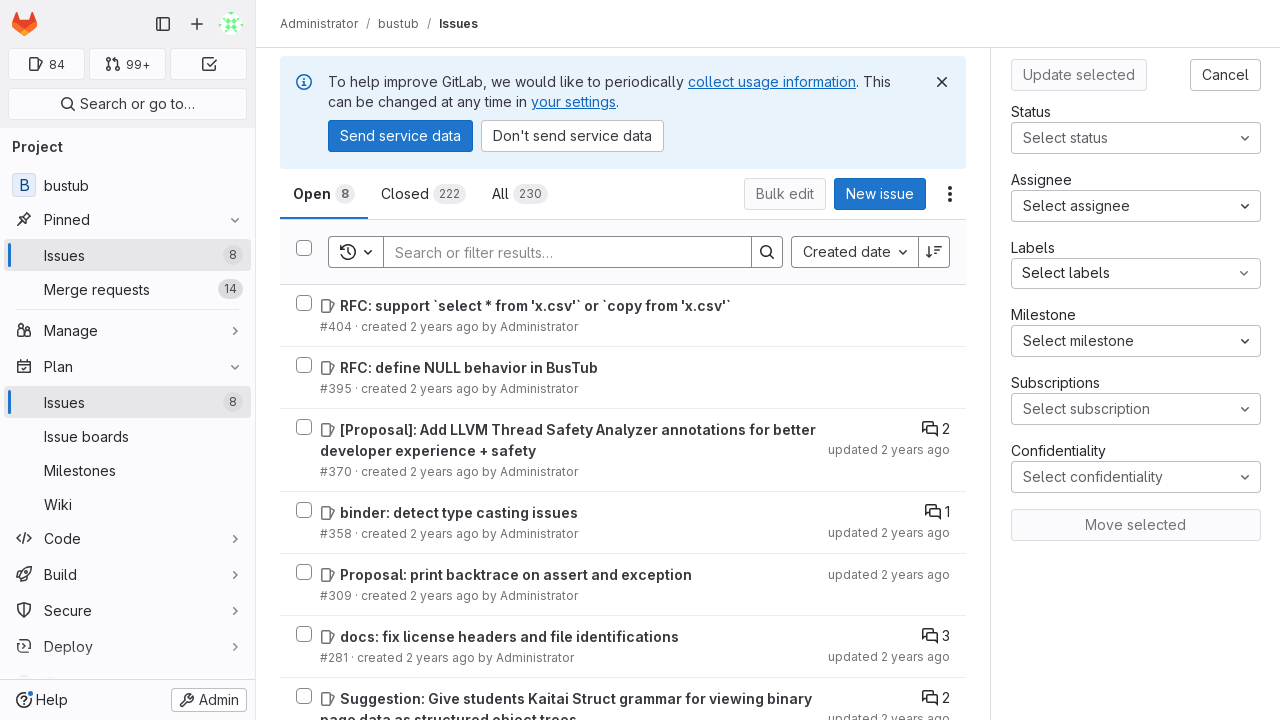 84
99+
Search or go to…
Project
B bustub
Pinned
Issues 8
Merge requests 14
Manage
Plan
Issues 8
Issue boards
Milestones
Wiki
Code
Build
Secure
Deploy
Help
Admin
Administrator / bustub / Issues
To help improve GitLab, we would like to periodically collect usage information. This
can be changed at any time in your settings.
Send service data
Don't send service data
Open 8
Closed 222
All 230
Bulk edit
New issue
Search or filter results…
Created date
RFC: support `select * from 'x.csv'` or `copy from 'x.csv'`
#404 · created 2 years ago by Administrator
RFC: define NULL behavior in BusTub
#395 · created 2 years ago by Administrator
[Proposal]: Add LLVM Thread Safety Analyzer annotations for better
developer experience + safety
#370 · created 2 years ago by Administrator
2
updated 2 years ago
binder: detect type casting issues
#358 · created 2 years ago by Administrator
1
updated 2 years ago
Proposal: print backtrace on assert and exception
#309 · created 2 years ago by Administrator
updated 2 years ago
docs: fix license headers and file identifications
#281 · created 2 years ago by Administrator
3
updated 2 years ago
Suggestion: Give students Kaitai Struct grammar for viewing binary
page data as structured object trees
2
updated 2 years ago
Update selected
Cancel
Status
Select status
Assignee
Select assignee
Labels
Select labels
Milestone
Select milestone
Subscriptions
Select subscription
Confidentiality
Select confidentiality
Move selected